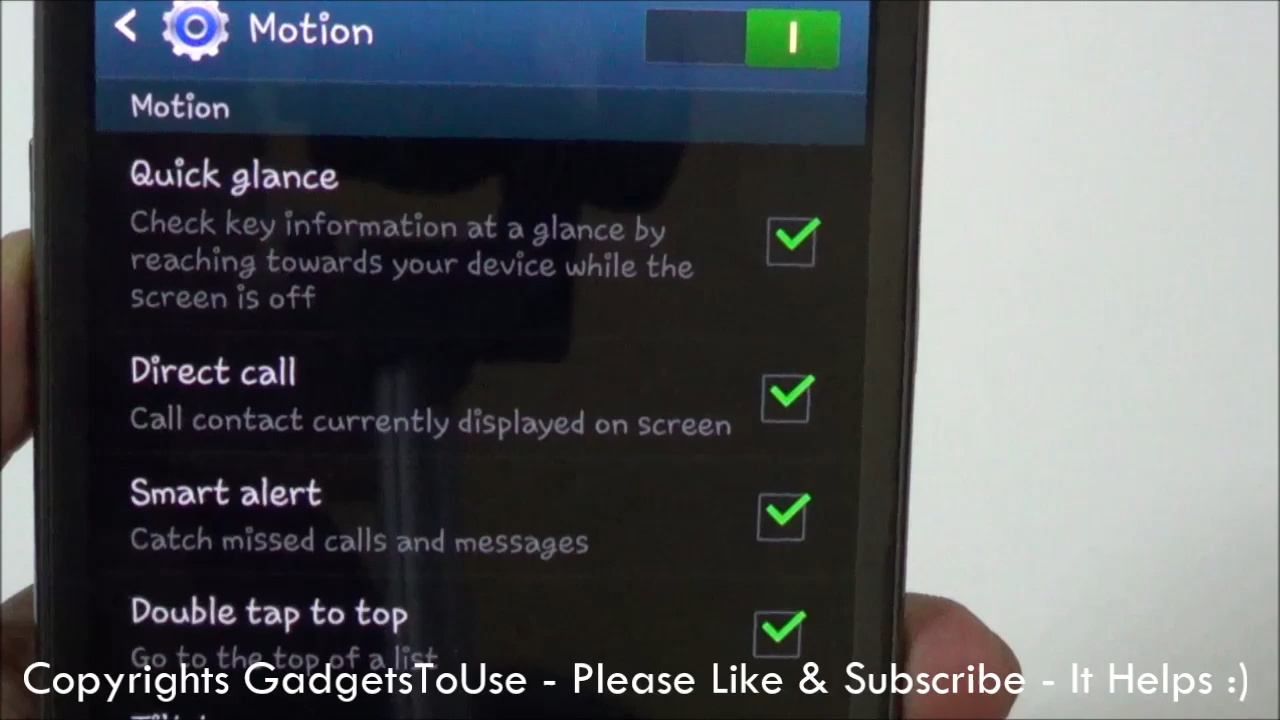 Motion
Motion
Quick glance
Check key information at a glance by
reaching towards your device while the
screen is off
Direct call
Call contact currently displayed on screen
Smart alert
Catch missed calls and messages
Double tap to top
Go to the top of a list
Copyrights GadgetsToUse - Please Like & Subscribe - It Helps :)